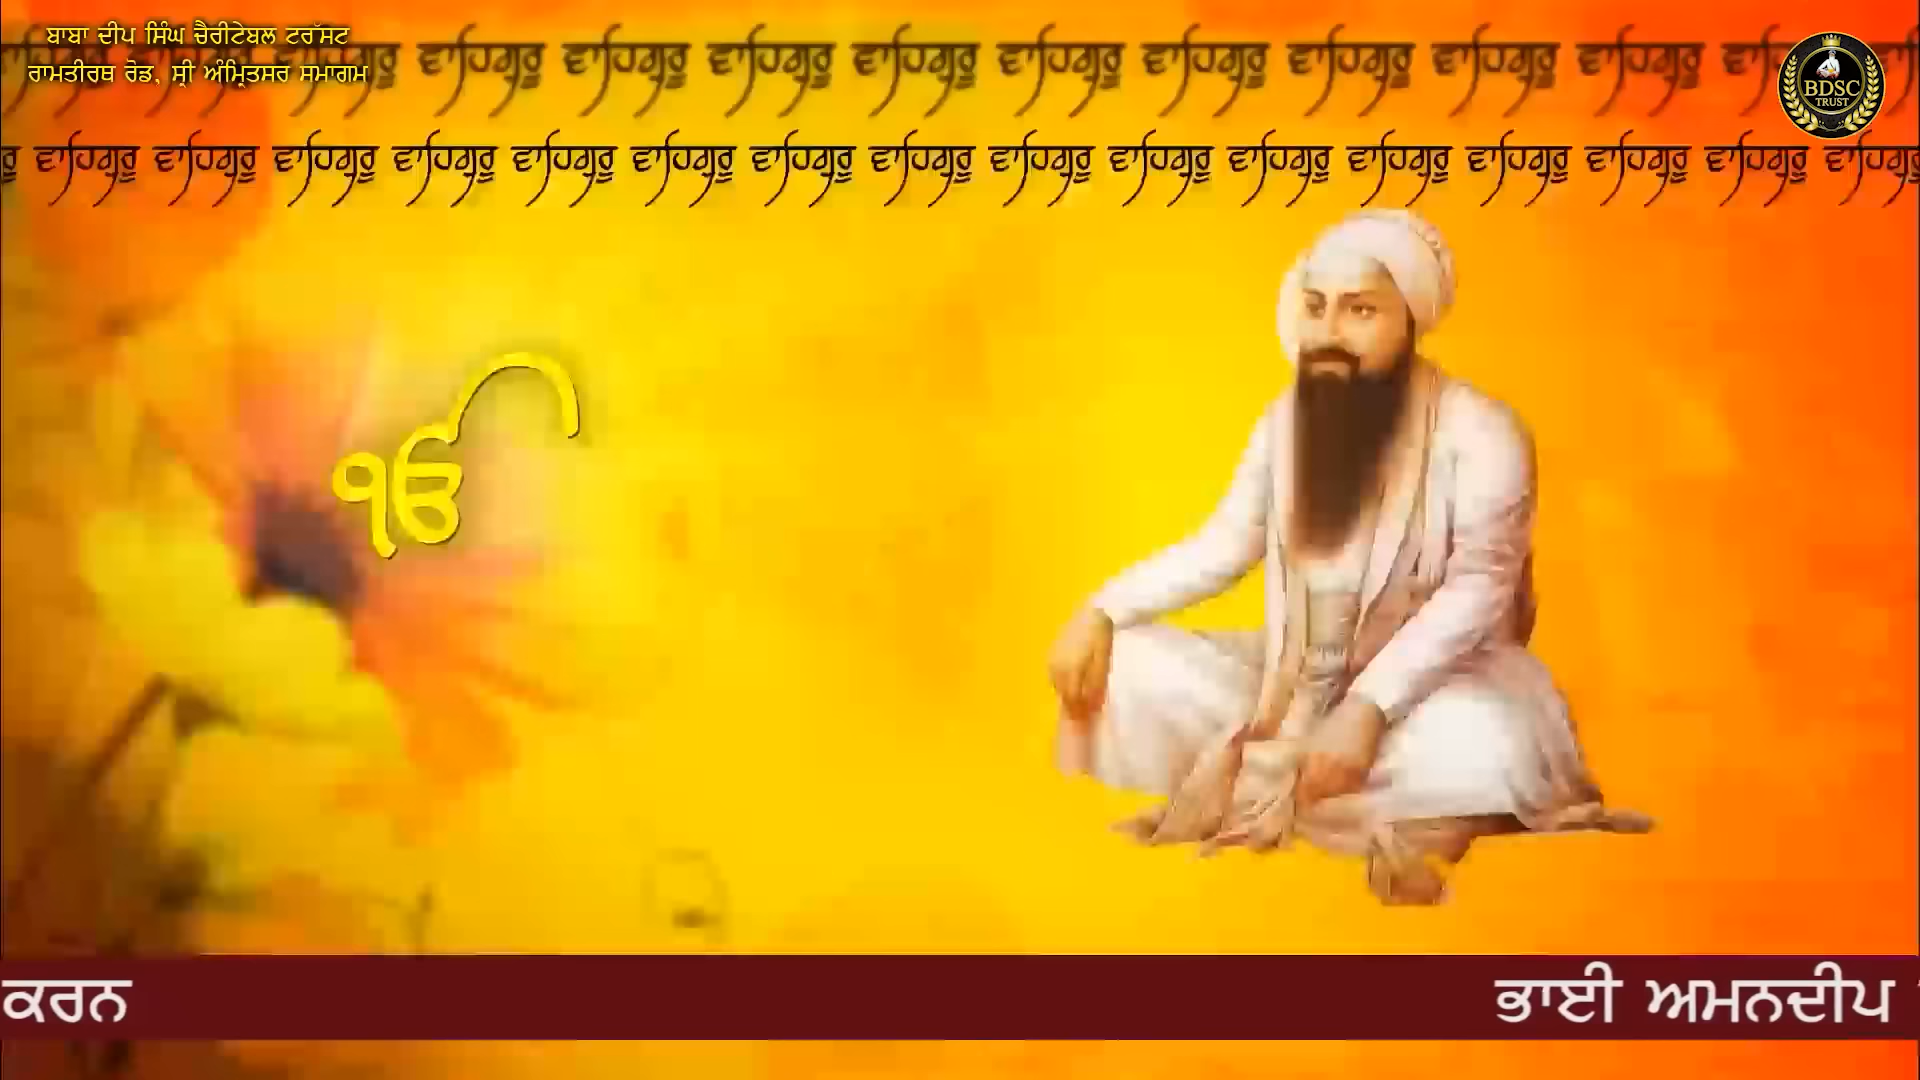 ਬਾਬਾ ਦੀਪ ਸਿੰਘ ਚੈਰੀਟੇਬਲ ਟਰੱਸਟ
ਰਾਮਤੀਰਥ ਰੋਡ, ਸ੍ਰੀ ਅੰਮ੍ਰਿਤਸਰ ਸਮਾਗਮ
ਵਾਹਿਗੁਰੂ ਵਾਹਿਗੁਰੂ ਵਾਹਿਗੁਰੂ ਵਾਹਿਗੁਰੂ ਵਾਹਿਗੁਰੂ ਵਾਹਿਗੁਰੂ ਵਾਹਿਗੁਰੂ ਵਾਹਿਗੁਰੂ ਵਾਹਿਗੁਰੂ
BDSC
TRUST
ਵਾਹਿਗੁਰੂ ਵਾਹਿਗੁਰੂ ਵਾਹਿਗੁਰੂ ਵਾਹਿਗੁਰੂ ਵਾਹਿਗੁਰੂ ਵਾਹਿਗੁਰੂ ਵਾਹਿਗੁਰੂ ਵਾਹਿਗੁਰੂ ਵਾਹਿਗੁਰੂ ਵਾਹਿਗੁਰੂ ਵਾਹਿਗੁਰੂ ਵਾਹਿਗੁਰੂ ਵਾਹਿਗੁਰੂ ਵਾਹਿਗੁਰੂ ਵਾਹਿਗੁਰੂ ਵਾਹਿਗੁਰੂ
ੴ
ਕਰਨ ਭਾਈ ਅਮਨਦੀਪ